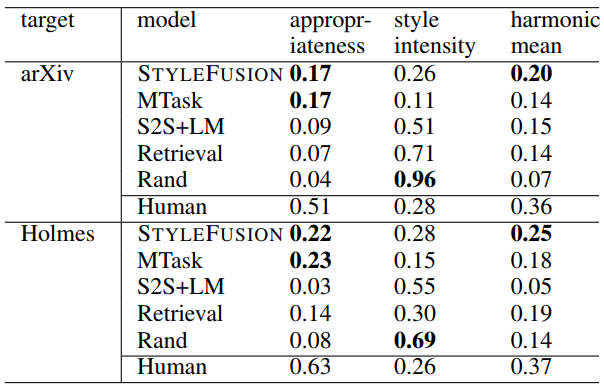 target model appropr- style harmonic
iateness intensity mean
arXiv STYLEFUSION 0.17 0.26 0.20
MTask 0.17 0.11 0.14
S2S+LM 0.09 0.51 0.15
Retrieval 0.07 0.71 0.14
Rand 0.04 0.96 0.07
Human 0.51 0.28 0.36
Holmes STYLEFUSION 0.22 0.28 0.25
MTask 0.23 0.15 0.18
S2S+LM 0.03 0.55 0.05
Retrieval 0.14 0.30 0.19
Rand 0.08 0.69 0.14
Human 0.63 0.26 0.37